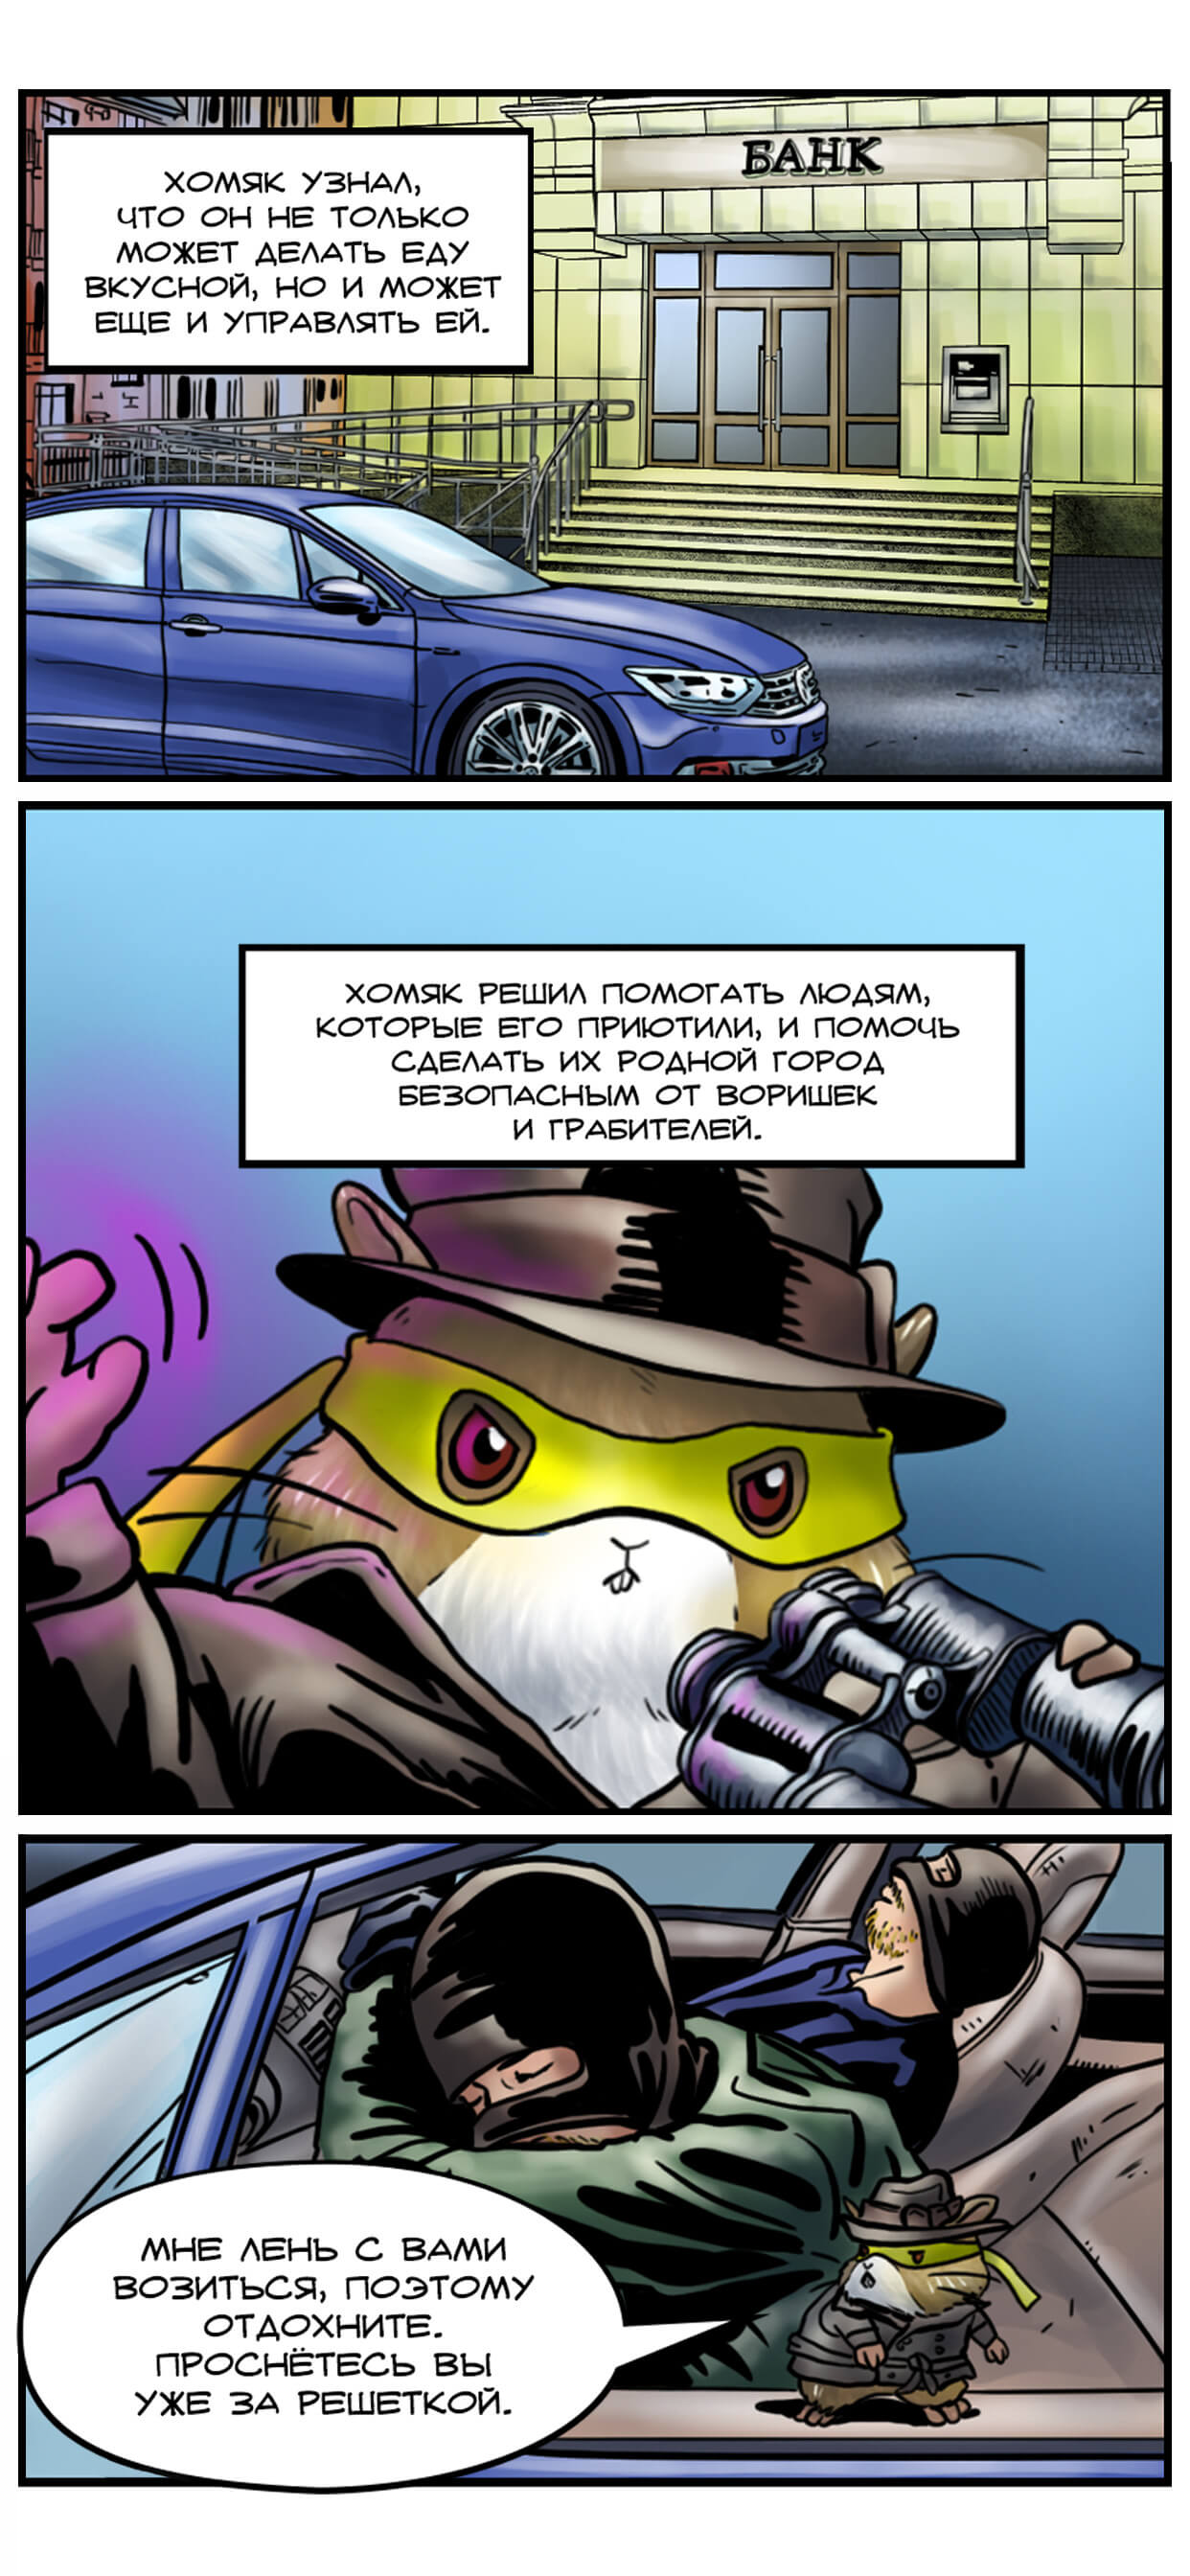 БАНК
ХОМЯК УЗНАЛ,
ЧТО ОН НЕ ТОЛЬКО
МОЖЕТ ДЕЛАТЬ ЕДУ
ВКУСНОЙ, НО И МОЖЕТ
ЕЩЕ И УПРАВЛЯТЬ ЕЙ.
ХОМЯК РЕШИЛ ПОМОГАТЬ ЛЮДЯМ,
КОТОРЫЕ ЕГО ПРИЮТИЛИ, И ПОМОЧЬ
СДЕЛАТЬ ИХ РОДНОЙ ГОРОД
БЕЗОПАСНЫМ ОТ ВОРИШЕК
И ГРАБИТЕЛЕЙ.
МНЕ ЛЕНЬ С ВАМИ
ВОЗИТЬСЯ, ПОЭТОМУ
ОТДОХНИТЕ.
ПРОСНЁТЕСЬ ВЫ
УЖЕ ЗА РЕШЕТКОЙ.